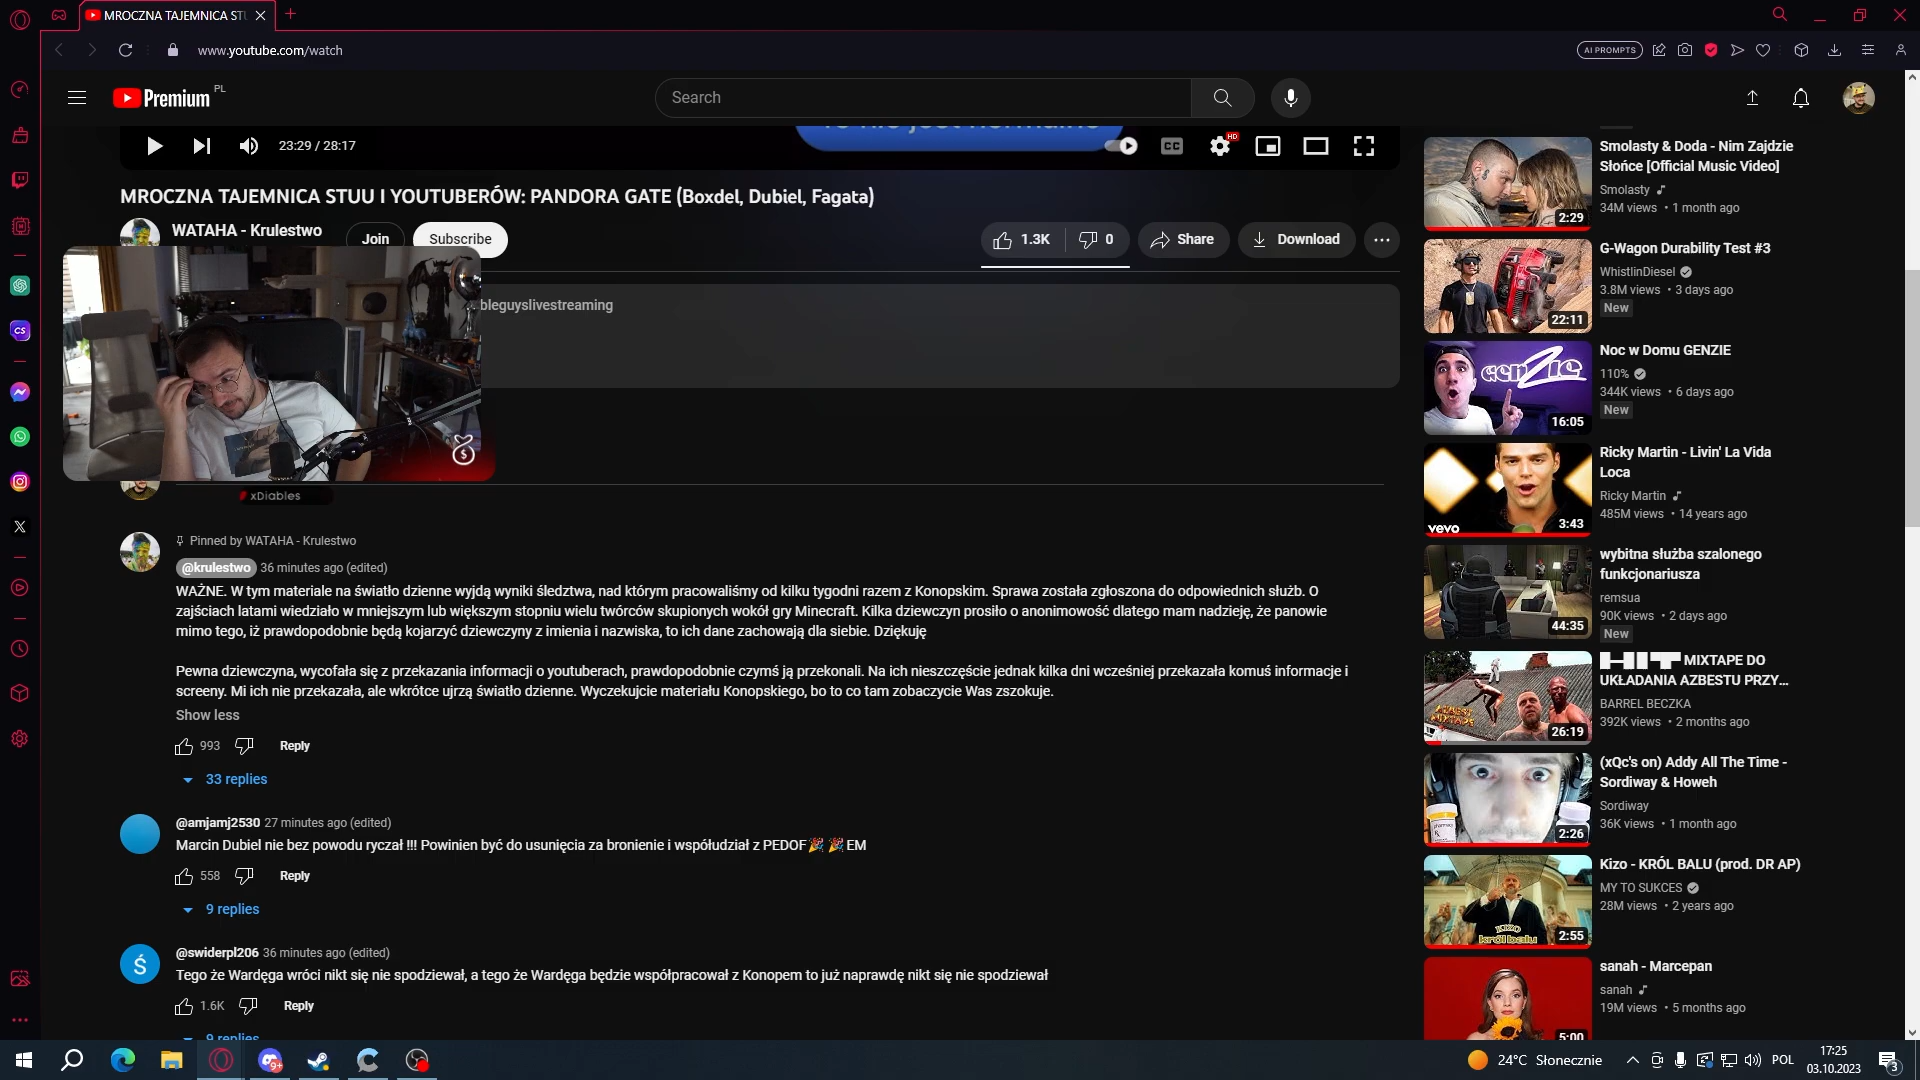 MROCZNA TAJEMNICA STU
www.youtube.com/watch
AI PROMPTS
Premium PL
Search
23:29 / 28:17
CC
HD
MROCZNA TAJEMNICA STUU I YOUTUBERÓW: PANDORA GATE (Boxdel, Dubiel, Fagata)
WATAHA - Krulestwo
Join
Subscribe
1.3K
0
Share
Download
bleguyslivestreaming
xDiables
Pinned by WATAHA - Krulestwo
@krulestwo 36 minutes ago (edited)
WAŻNE. W tym materiale na światło dzienne wyjdą wyniki śledztwa, nad którym pracowaliśmy od kilku tygodni razem z Konopskim. Sprawa została zgłoszona do odpowiednich służb. O
zajściach latami wiedziało w mniejszym lub większym stopniu wielu twórców skupionych wokół gry Minecraft. Kilka dziewczyn prosiło o anonimowość dlatego mam nadzieję, że panowie
mimo tego, iż prawdopodobnie będą kojarzyć dziewczyny z imienia i nazwiska, to ich dane zachowają dla siebie. Dziękuję
Pewna dziewczyna, wycofała się z przekazania informacji o youtuberach, prawdopodobnie czymś ją przekonali. Na ich nieszczęście jednak kilka dni wcześniej przekazała komuś informacje i
screeny. Mi ich nie przekazała, ale wkrótce ujrzą światło dzienne. Wyczekujcie materiału Konopskiego, bo to co tam zobaczycie Was zszokuje.
Show less
993
Reply
33 replies
@amjamj2530 27 minutes ago (edited)
Marcin Dubiel nie bez powodu ryczał !!! Powinien być do usunięcia za bronienie i współudział z PEDOF🎉🎉EM
558
Reply
9 replies
Ś
@swiderpl206 36 minutes ago (edited)
Tego że Wardęga wróci nikt się nie spodziewał, a tego że Wardęga będzie współpracował z Konopem to już naprawdę nikt się nie spodziewał
1.6K
Reply
9 replies
Smolasty & Doda - Nim Zajdzie
Słońce [Official Music Video]
Smolasty
34M views • 1 month ago
2:29
G-Wagon Durability Test #3
WhistlinDiesel
3.8M views • 3 days ago
New
22:11
Noc w Domu GENZIE
110%
344K views • 6 days ago
New
genZie
16:05
Ricky Martin - Livin' La Vida
Loca
Ricky Martin
485M views • 14 years ago
vevo
3:43
wybitna służba szalonego
funkcjonariusza
remsua
90K views • 2 days ago
New
44:35
MIXTAPE DO
UKŁADANIA AZBESTU PRZY...
BARREL BECZKA
392K views • 2 months ago
AZBEST
MIXTAPE
26:19
(xQc's on) Addy All The Time -
Sordiway & Howeh
Sordiway
36K views • 1 month ago
2:26
Kizo - KRÓL BALU (prod. DR AP)
MY TO SUKCES
28M views • 2 years ago
KIZO
król balu
2:55
sanah - Marcepan
sanah
19M views • 5 months ago
5:00
CS
9+
24°C Słonecznie
POL
17:25
03.10.2023
3